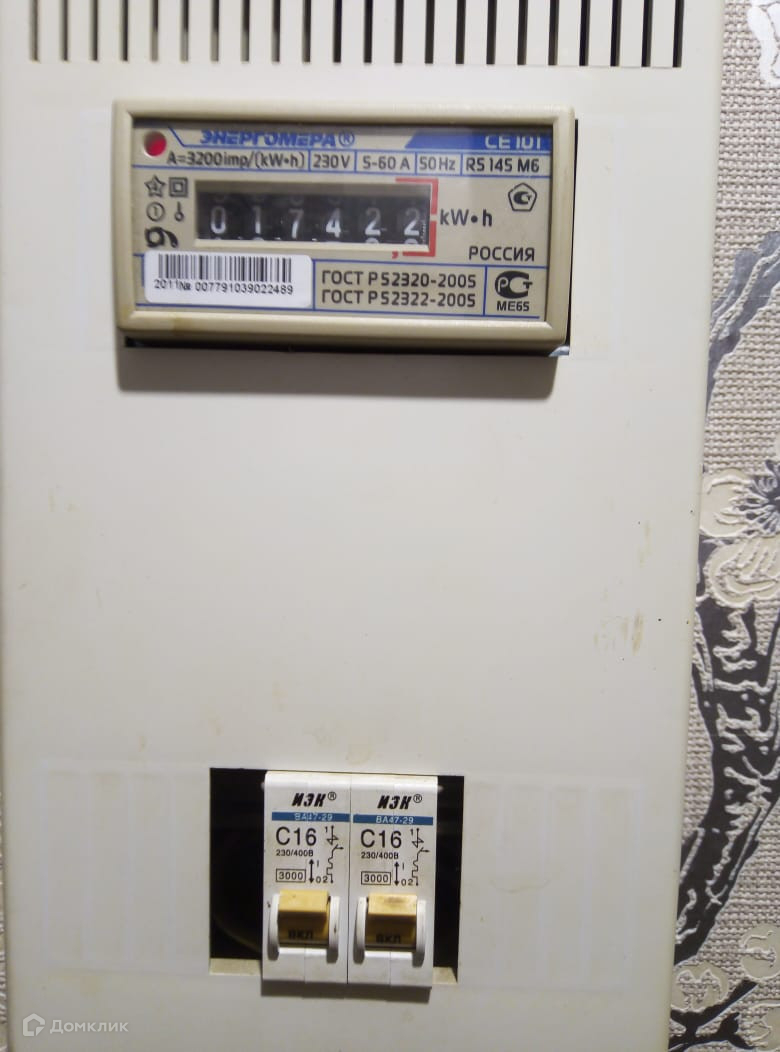 ЭНЕРГОМЕРА® CE 101
A=3200imp/(kW•h) 230V 5-60 A 50Hz R5 145 M6
017422 kW•h
РОССИЯ
2011№ 007791039022489
ГОСТ Р 52320-2005
ГОСТ Р 52322-2005
РСТ
МЕ65
ИЭК® ИЭК®
ВА47-29 ВА47-29
C16 C16
230/400В 230/400В
3000 3000
ВКЛ ВКЛ
Домклик